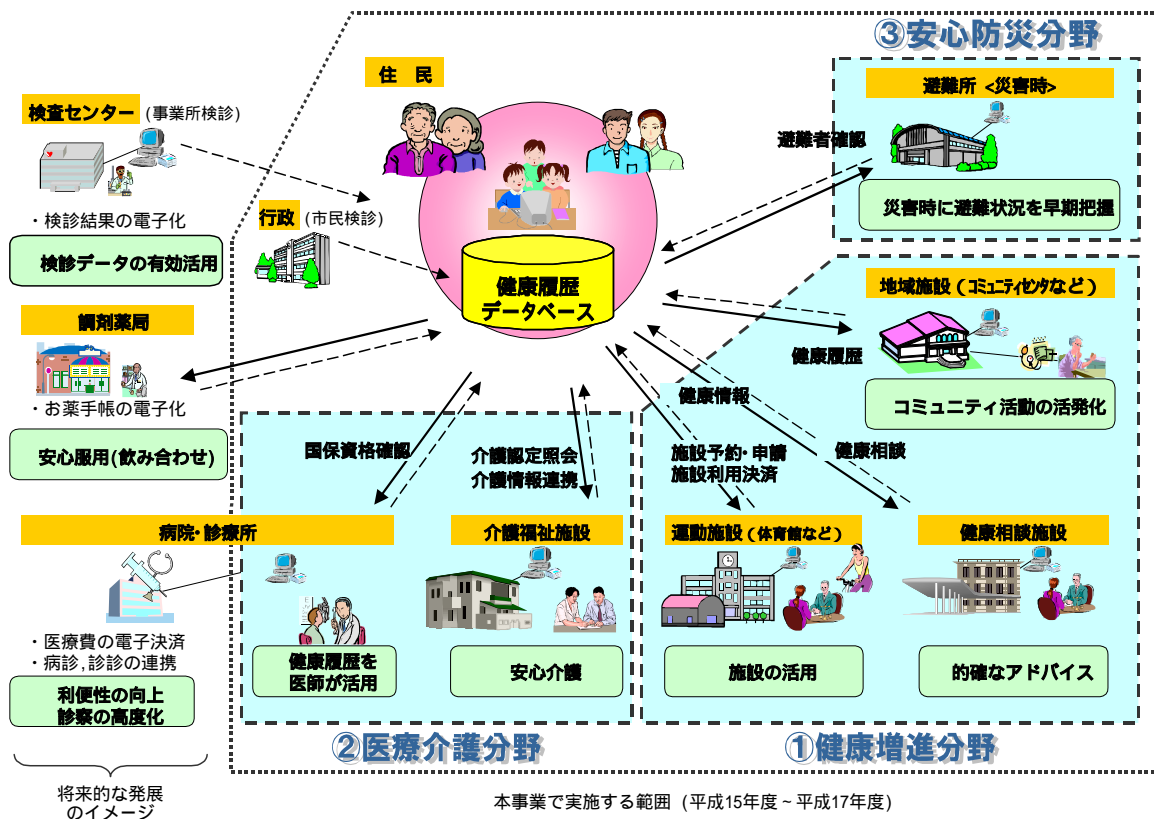 ③安心防災分野
住　民
避難所 <災害時>
検査センター (事業所検診)
避難者確認
・検診結果の電子化
検診データの有効活用
行政 (市民検診)
災害時に避難状況を早期把握
健康履歴
データベース
地域施設（コミュニティセンタなど）
調剤薬局
健康履歴
・お薬手帳の電子化
安心服用(飲み合わせ)
健康情報
コミュニティ活動の活発化
国保資格確認
介護認定照会
介護情報連携
施設予約・申請
施設利用決済
健康相談
病院・診療所
介護福祉施設
運動施設（体育館など）
健康相談施設
・医療費の電子決済
・病診,診診の連携
利便性の向上
診察の高度化
健康履歴を
医師が活用
安心介護
施設の活用
的確なアドバイス
②医療介護分野
①健康増進分野
将来的な発展
のイメージ
本事業で実施する範囲 (平成15年度～平成17年度)